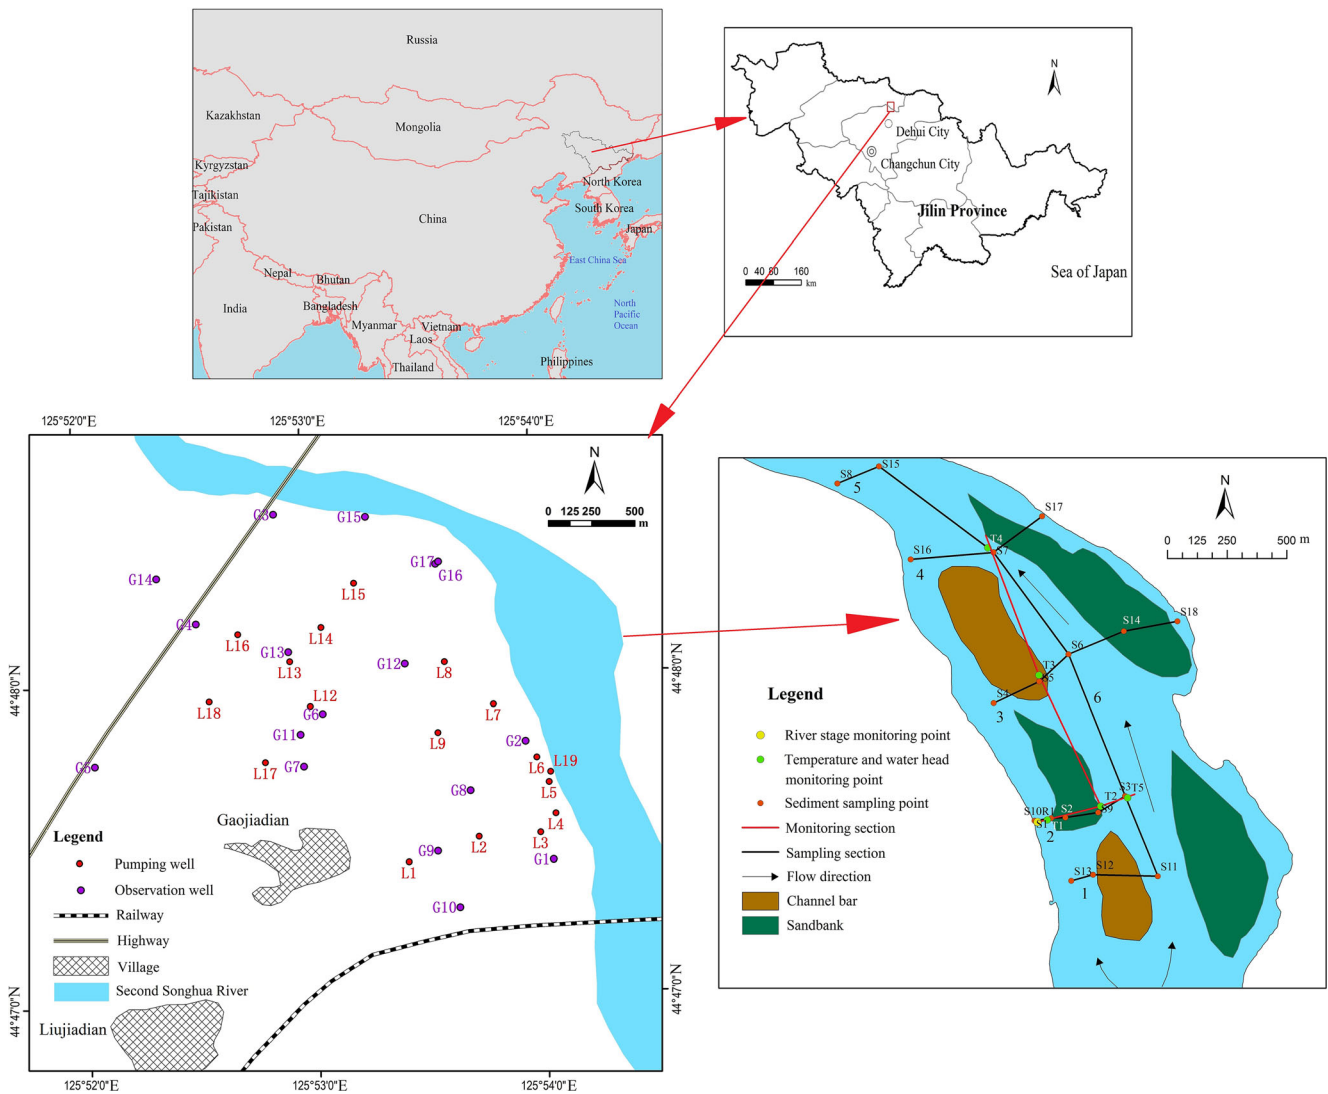 Russia
Kazakhstan
Mongolia
Kyrgyzstan
Tajikistan
Pakistan
China
North Korea
South Korea
Japan
East China Sea
Nepal
Bhutan
India
Bangladesh
Myanmar
Vietnam
Laos
Thailand
North
Pacific
Ocean
Philippines
N
Dehui City
Changchun City
Jilin Province
Sea of Japan
0 40 80 160
km
125°52'0"E
125°53'0"E
125°54'0"E
N
0 125 250 500
m
G3
G15
G17
G16
G14
L15
G4
L16
L14
G13
L13
G12
L8
L18
L12
G6
L7
G11
L9
G2
G5
L17
G7
L6
L19
L5
G8
L4
L3
L2
G9
G1
L1
G10
Gaojiadian
Legend
Pumping well
Observation well
Railway
Highway
Village
Second Songhua River
Liujiadian
44°48'0"N
44°47'0"N
44°48'0"N
44°47'0"N
125°52'0"E
125°53'0"E
125°54'0"E
S8
S15
5
S17
N
0 125 250 500 m
T4
S7
S16
4
S14
S18
S6
T3
S5
S4
3
6
S3
T5
T2
S9
S10
R1
S2
S1
T1
2
S13
S12
S11
1
Legend
River stage monitoring point
Temperature and water head
monitoring point
Sediment sampling point
Monitoring section
Sampling section
Flow direction
Channel bar
Sandbank